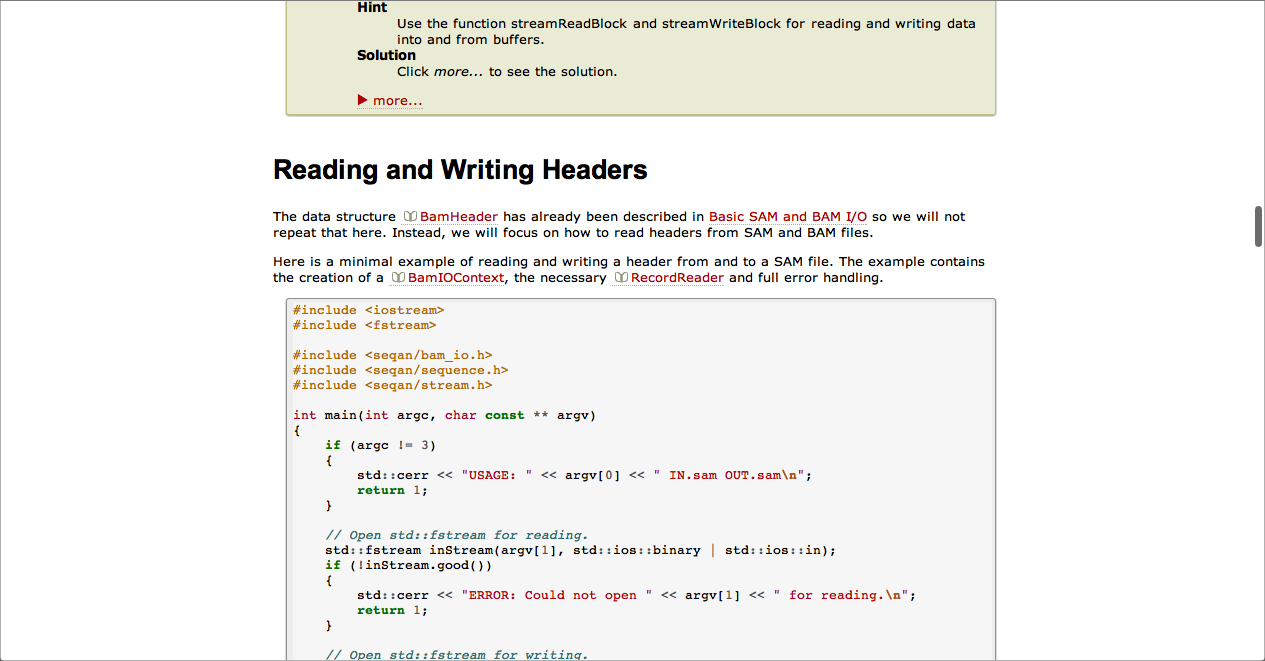 Hint
Use the function streamReadBlock and streamWriteBlock for reading and writing data
into and from buffers.
Solution
Click more... to see the solution.
▶ more...
Reading and Writing Headers
The data structure BamHeader has already been described in Basic SAM and BAM I/O so we will not
repeat that here. Instead, we will focus on how to read headers from SAM and BAM files.
Here is a minimal example of reading and writing a header from and to a SAM file. The example contains
the creation of a BamIOContext, the necessary RecordReader and full error handling.
#include <iostream>
#include <fstream>
#include <seqan/bam_io.h>
#include <seqan/sequence.h>
#include <seqan/stream.h>
int main(int argc, char const ** argv)
{
    if (argc != 3)
    {
        std::cerr << "USAGE: " << argv[0] << " IN.sam OUT.sam\n";
        return 1;
    }
    // Open std::fstream for reading.
    std::fstream inStream(argv[1], std::ios::binary | std::ios::in);
    if (!inStream.good())
    {
        std::cerr << "ERROR: Could not open " << argv[1] << " for reading.\n";
        return 1;
    }
    // Open std::fstream for writing.